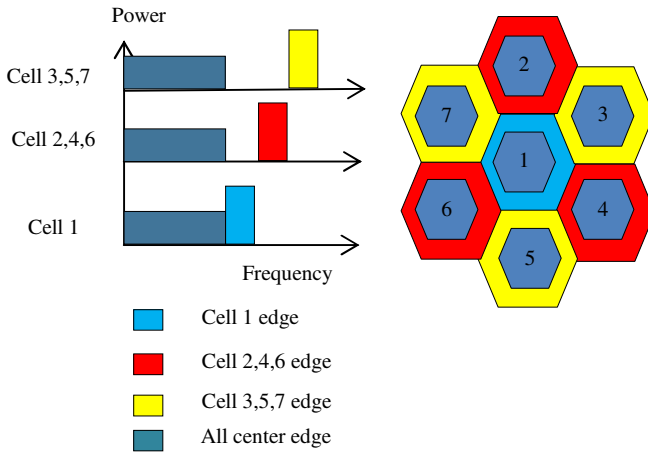 Power
Cell 3,5,7
Cell 2,4,6
Cell 1
Frequency
2
7
3
1
6
4
5
Cell 1 edge
Cell 2,4,6 edge
Cell 3,5,7 edge
All center edge